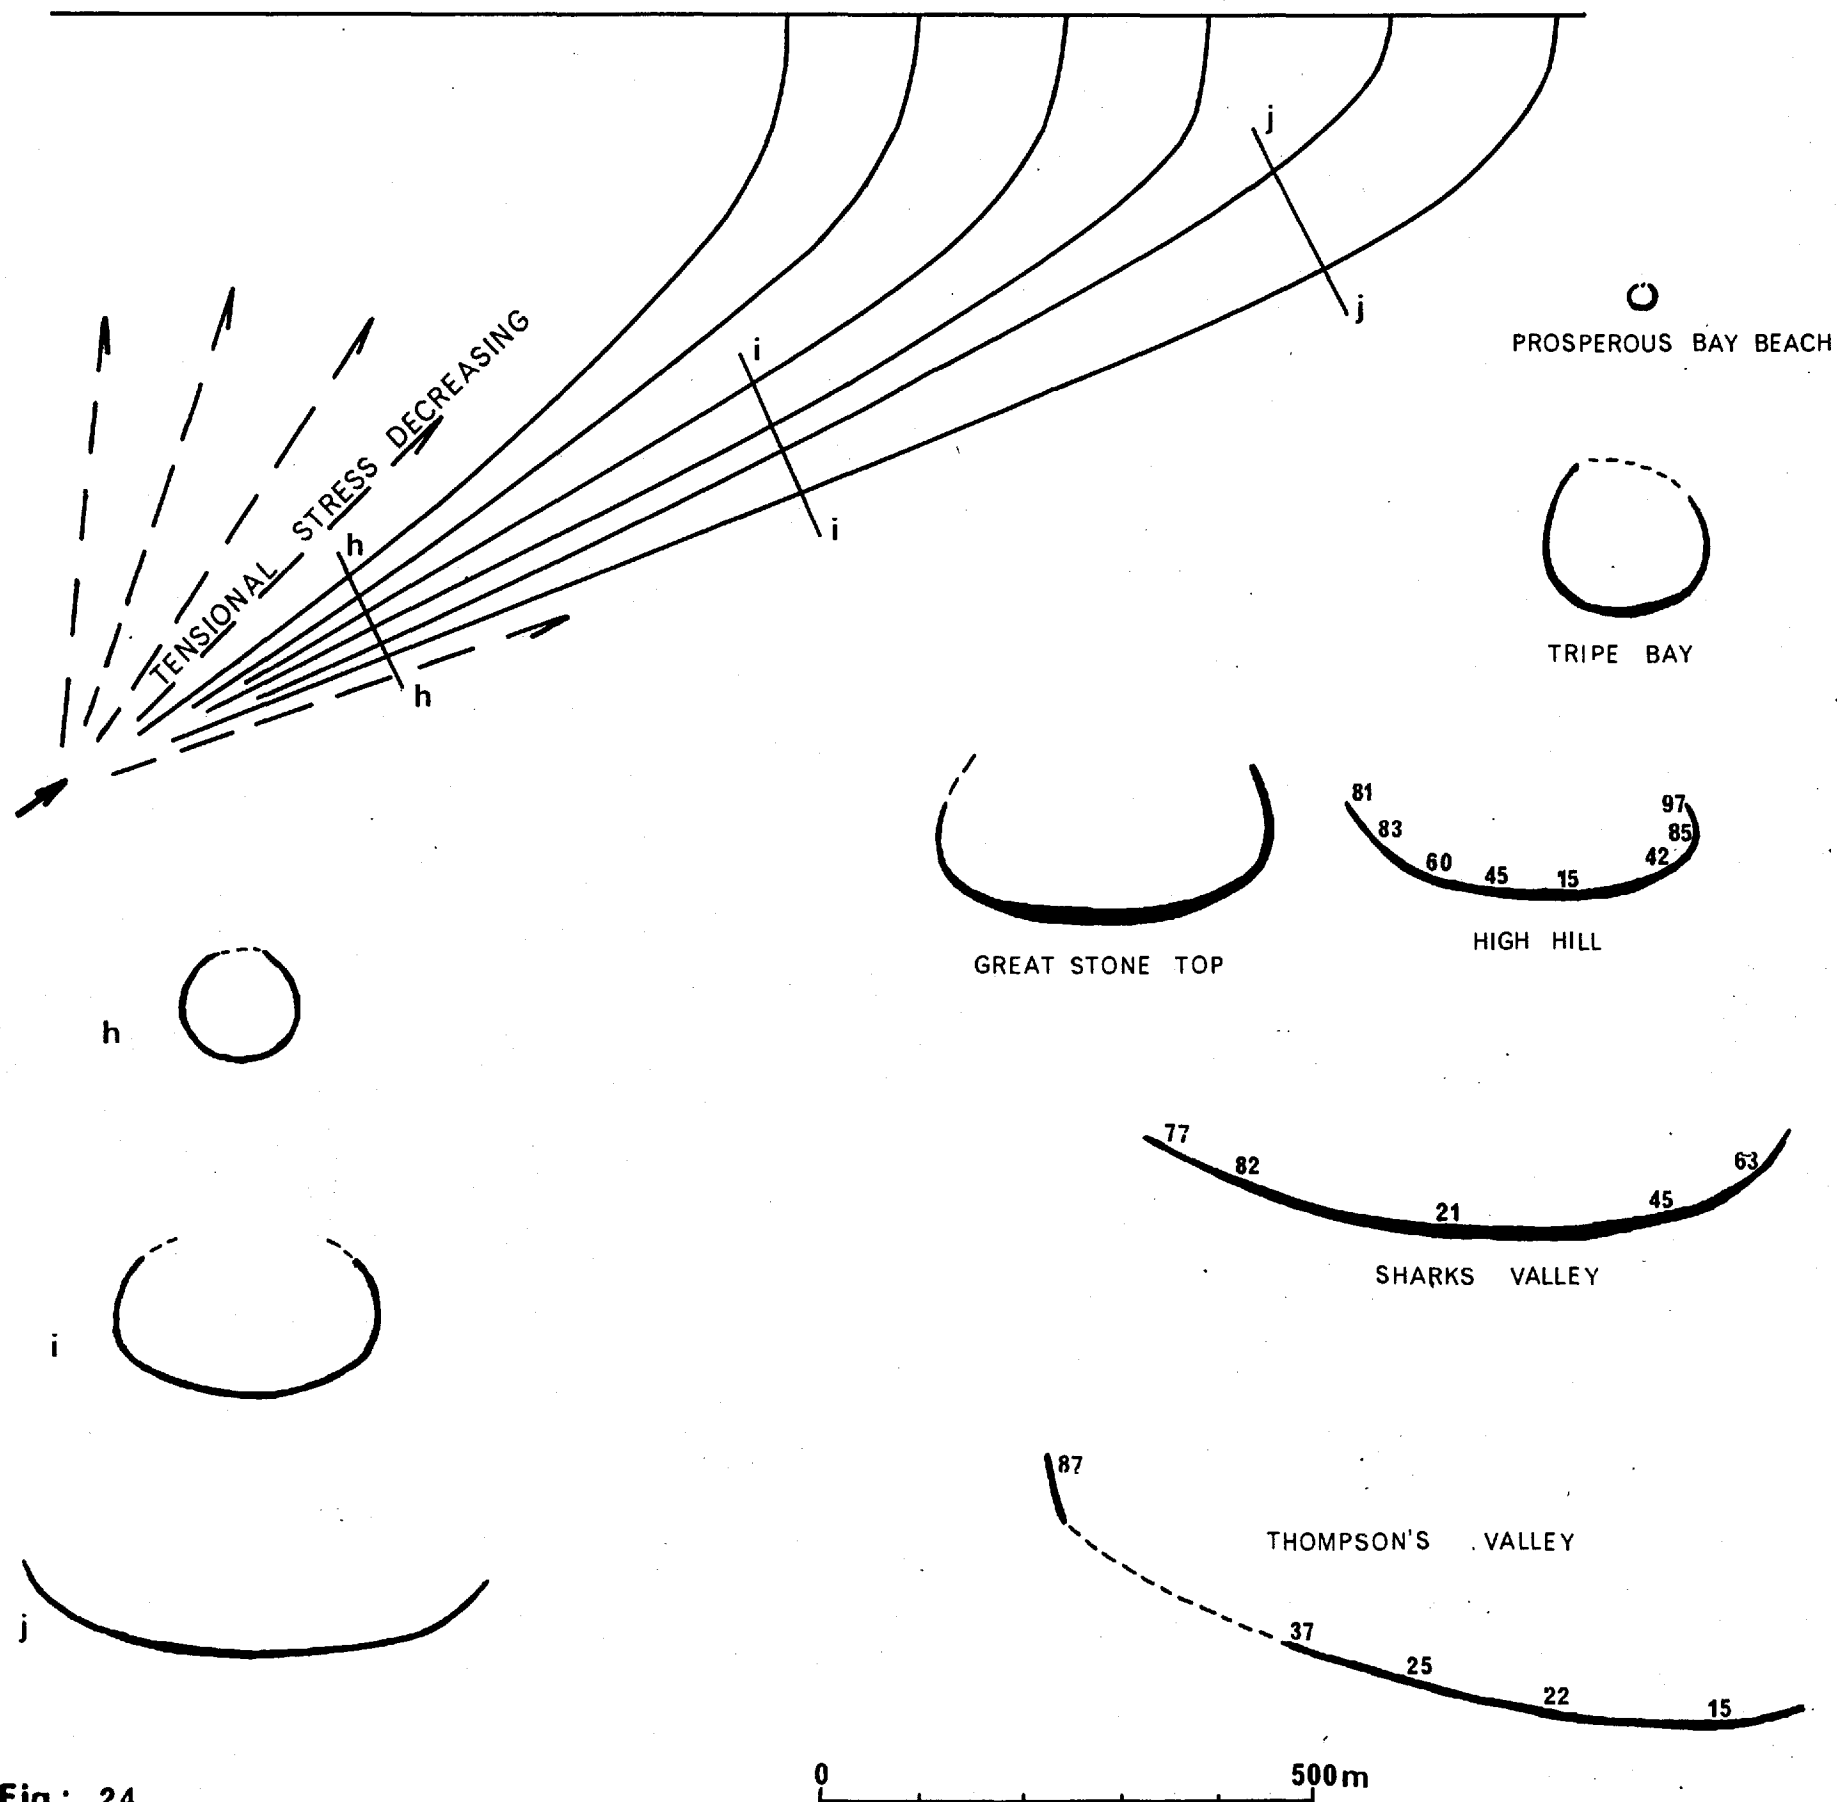 j
j
PROSPEROUS BAY BEACH
TENSIONAL STRESS DECREASING
i
i
h
h
TRIPE BAY
81
83
60
45
15
42
85
97
HIGH HILL
GREAT STONE TOP
h
77
82
21
45
63
SHARKS VALLEY
i
87
THOMPSON'S VALLEY
37
25
22
15
j
0 500m
Fig: 24